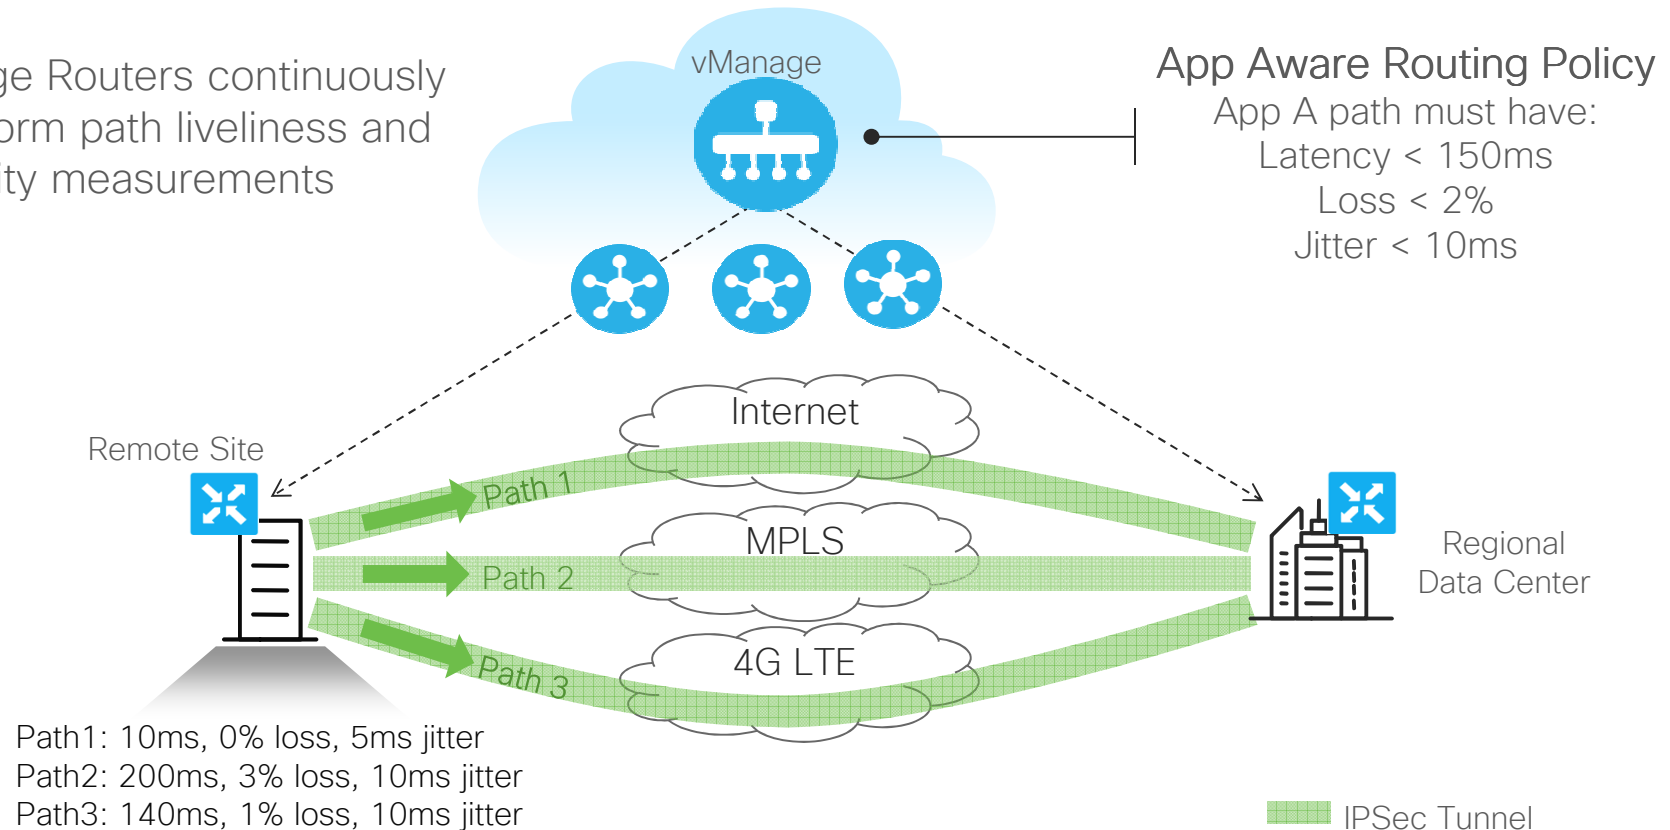 ge Routers continuously
orm path liveliness and
ity measurements
vManage
App Aware Routing Policy
App A path must have:
Latency < 150ms
Loss < 2%
Jitter < 10ms
Internet
Remote Site
Path 1
MPLS
Path 2
Regional
Data Center
4G LTE
Path 3
Path1: 10ms, 0% loss, 5ms jitter
Path2: 200ms, 3% loss, 10ms jitter
Path3: 140ms, 1% loss, 10ms jitter
IPSec Tunnel